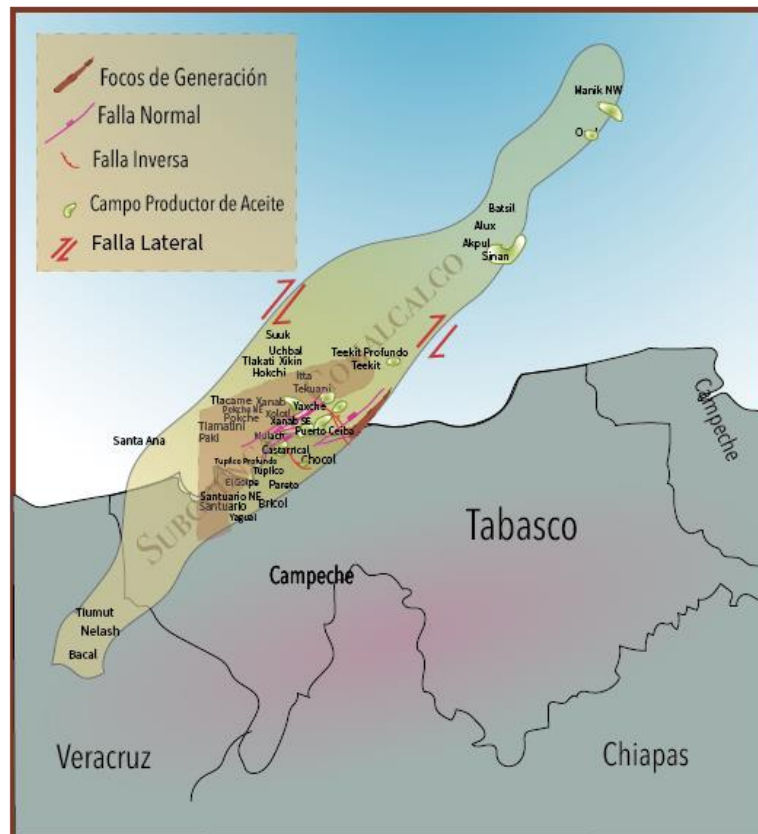 Focos de Generación
Falla Normal
Falla Inversa
Campo Productor de Aceite
Falla Lateral
Manik NW
Batsil
Alux
Akpul
Sinan
Suuk
Uchbal
Tlakati Xikin
Hokchi
Itta
Tekuani
Teekit Profundo
Teekit
Tlacame
Xanab
Yaxche
Pokche NE
Pokche
Xoloti
Xanab SE
Tlamatini
Paki
Mulach
Puerto Ceiba
Santa Ana
Castarrical
Chocol
Tupilco Profundo
Tupilco
El Golpe
Pareto
Santuario NE
Santuario
Bricol
Yagual
COMALCALCO
Campeche
Tabasco
Campeche
Tiumut
Nelash
Bacal
Veracruz
Chiapas